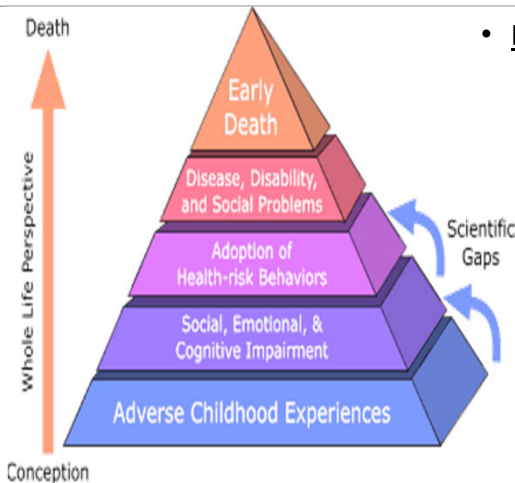 Death
Early
Death
Disease, Disability,
and Social Problems
Adoption of
Health-risk Behaviors
Social, Emotional, &
Cognitive Impairment
Adverse Childhood Experiences
Whole Life Perspective
Conception
Scientific
Gaps